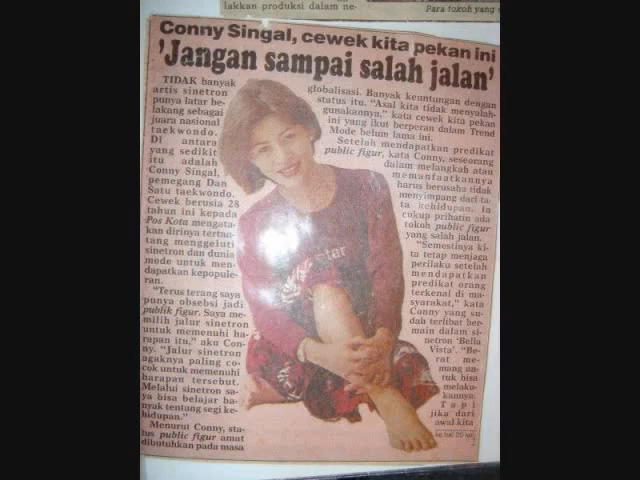 lakkan produksi dalam ne-
Para tokoh yang
Conny Singal, cewek kita pekan ini
'Jangan sampai salah jalan'
TIDAK banyak
artis sinetron
punya latar be-
lakang sebagai
juara nasional
taekwondo.
DI antara
yang sedikit
itu adalah
Conny Singal,
pemegang Dan
Satu taekwondo.
Cewek berusia 28
tahun ini kepada
Pos Kota mengata-
kan dirinya tertan-
tang menggeluti
sinetron dan dunia
mode untuk men-
dapatkan kepopule-
ran.
"Terus terang saya
punya obsebsi jadi
publik figur. Saya me-
milih jalur sinetron
untuk memenuhi ha-
rapan itu," aku Con-
ny. "Jalur sinetron
agaknya paling co-
cok untuk memenuhi
harapan tersebut.
Melalui sinetron sa-
ya bisa belajar ba-
nyak tentang segi ke-
hidupan."
Menurut Conny, sta-
tus public figur amat
dibutuhkan pada masa
globalisasi. Banyak keuntungan dengan
status itu. "Asal kita tidak menyalah-
gunakannya," kata cewek kita pekan
ini yang ikut berperan dalam Trend
Mode belum lama ini.
Setelah mendapatkan predikat
public figur, kata Conny, seseorang
dalam melangkah atau
memanfaatkannya
harus berusaha tidak
menyimpang dari ta-
ta kehidupan. Ia
cukup prihatin ada
tokoh public figur
yang salah jalan.
"Semestinya ki-
ta tetap menjaga
perilaku setelah
mendapatkan
predikat orang
terkenal di ma-
syarakat," kata
Conny yang su-
dah terlibat ber-
main dalam si-
netron 'Bella
Vista'. "Be-
rat me-
mang un-
tuk bisa
melaku-
kannya.
Tapi
jika dari
awal kita
star